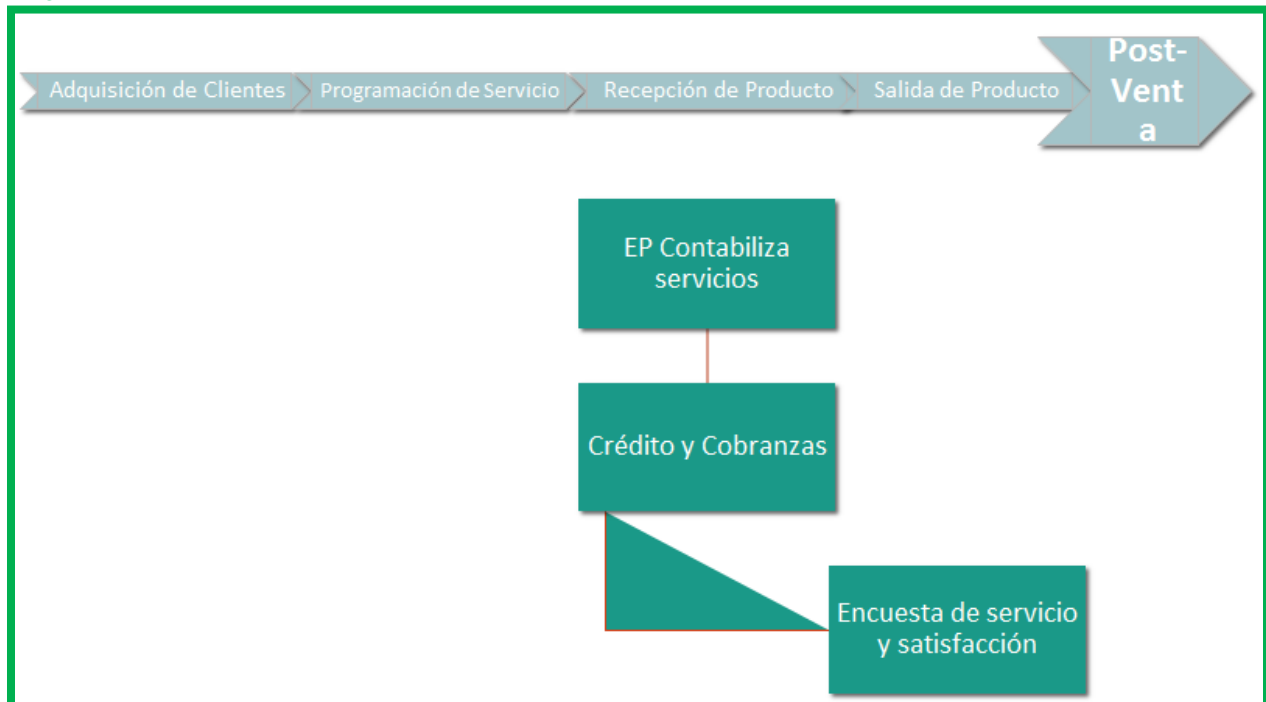 Adquisición de Clientes
Programación de Servicio
Recepción de Producto
Salida de Producto
Post-
Vent
a
EP Contabiliza
servicios
Crédito y Cobranzas
Encuesta de servicio
y satisfacción